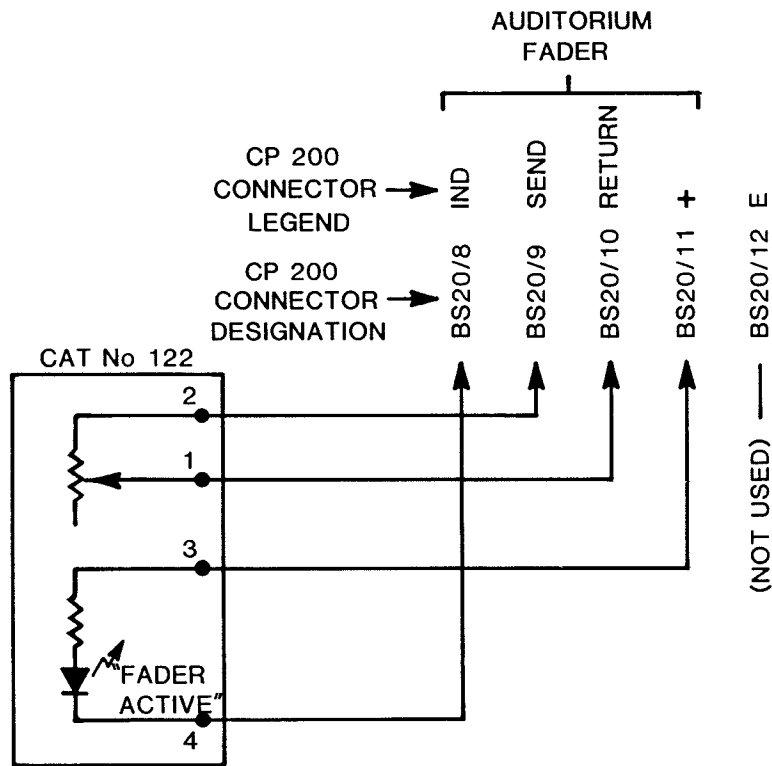 AUDITORIUM
FADER
CP 200
CONNECTOR
LEGEND
IND
SEND
RETURN
+
E
CP 200
CONNECTOR
DESIGNATION
BS20/8
BS20/9
BS20/10
BS20/11
BS20/12
(NOT USED)
CAT No 122
2
1
3
"FADER
ACTIVE"
4